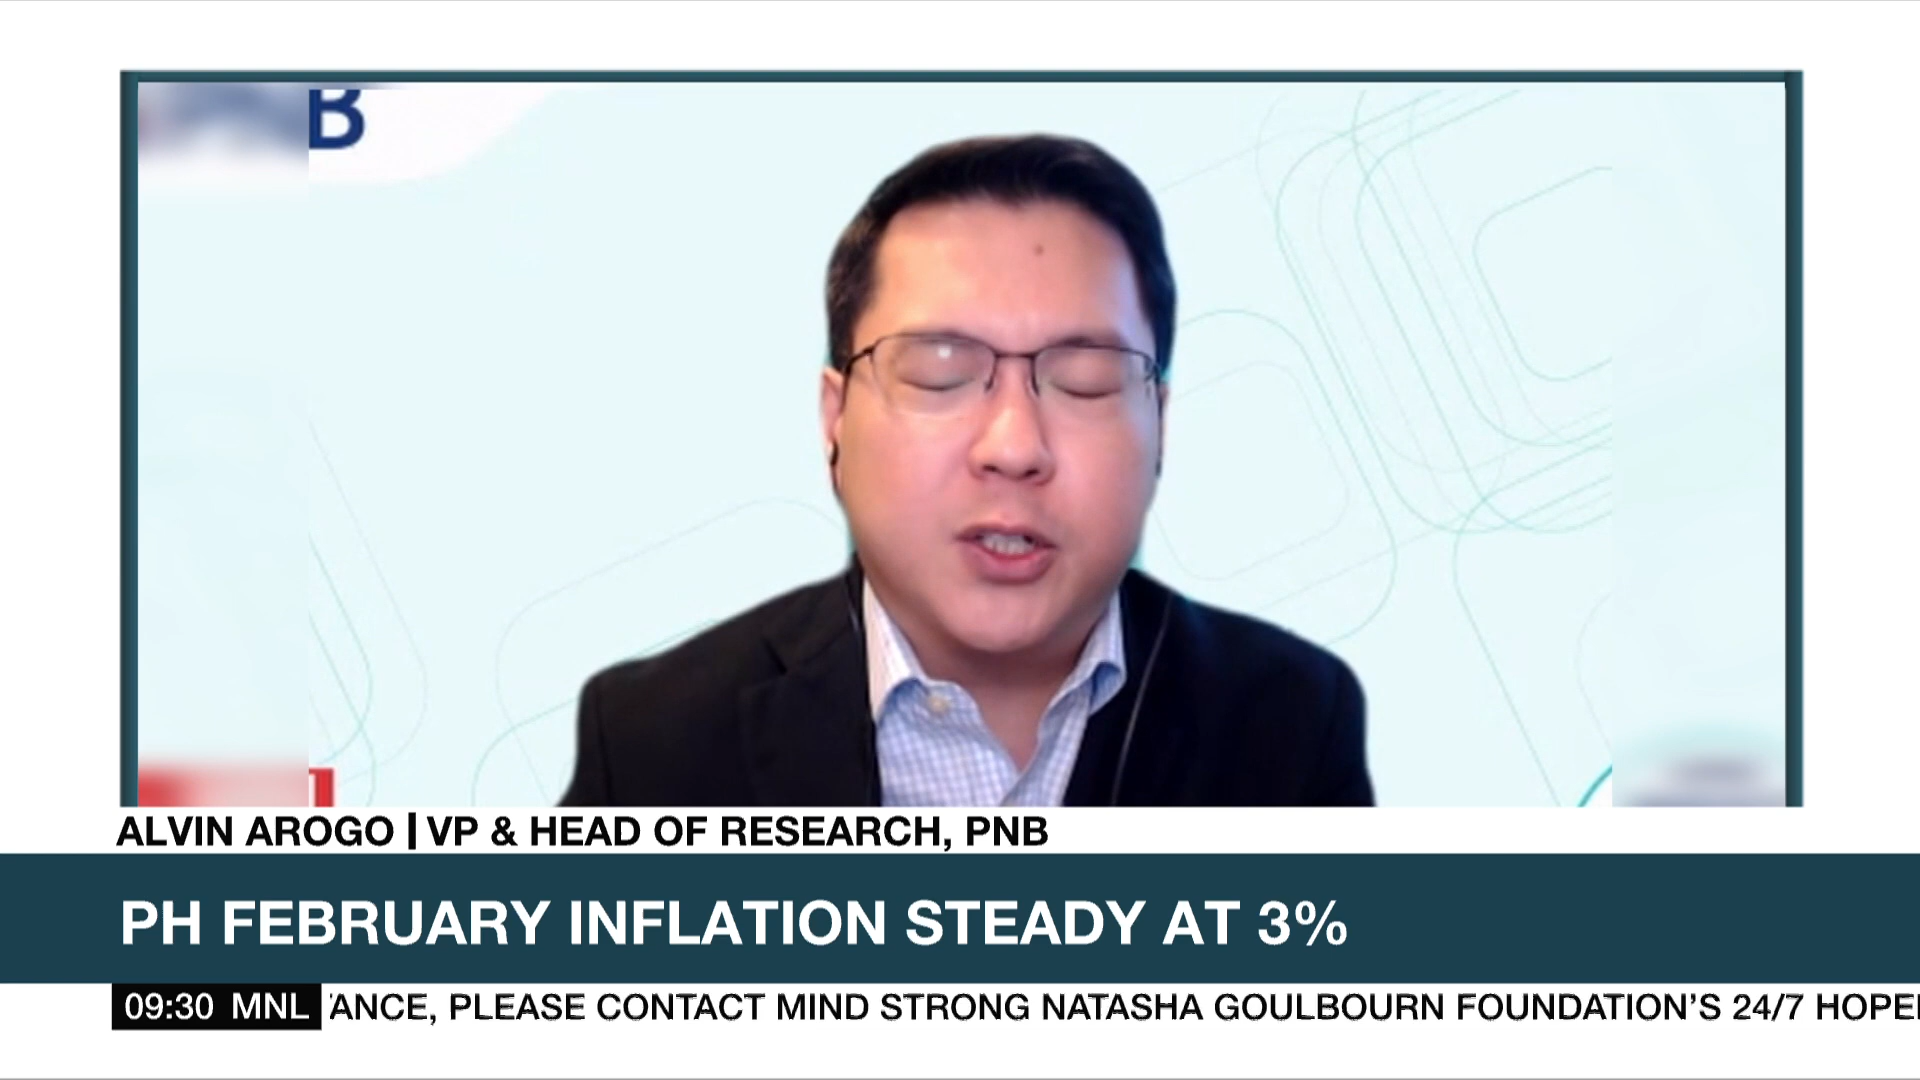 B
ALVIN AROGO | VP & HEAD OF RESEARCH, PNB
PH FEBRUARY INFLATION STEADY AT 3%
09:30 MNL
ANCE, PLEASE CONTACT MIND STRONG NATASHA GOULBOURN FOUNDATION'S 24/7 HOPE